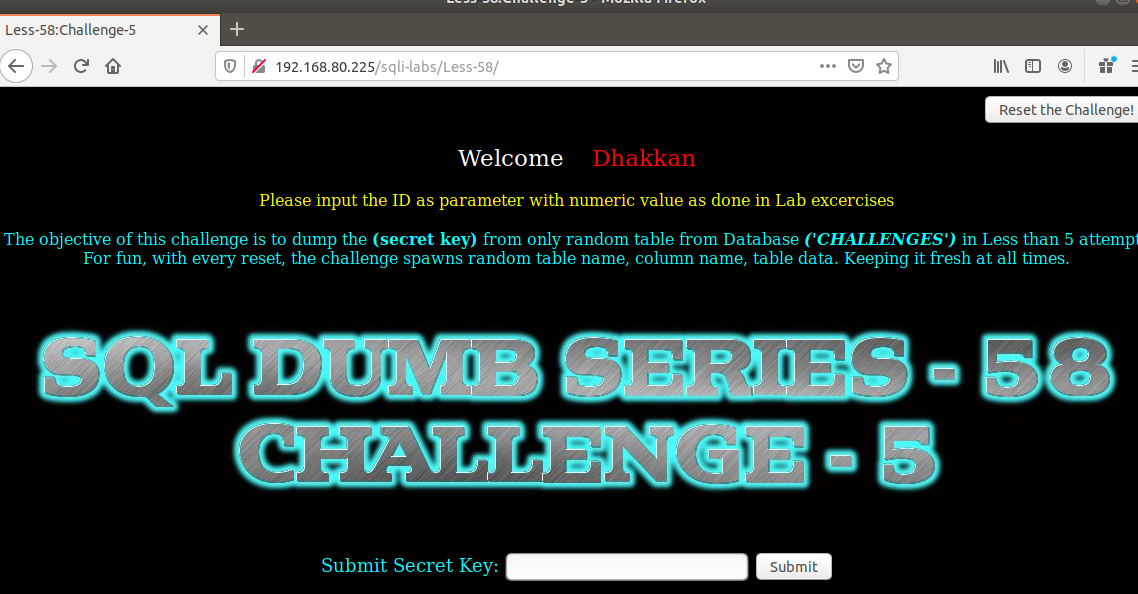 Less-58:Challenge-5 - Mozilla Firefox
Less-58:Challenge-5
192.168.80.225/sqli-labs/Less-58/
Reset the Challenge!
Welcome Dhakkan
Please input the ID as parameter with numeric value as done in Lab excercises
The objective of this challenge is to dump the (secret key) from only random table from Database ('CHALLENGES') in Less than 5 attempt
For fun, with every reset, the challenge spawns random table name, column name, table data. Keeping it fresh at all times.
SQL DUMB SERIES - 58
CHALLENGE - 5
Submit Secret Key: Submit